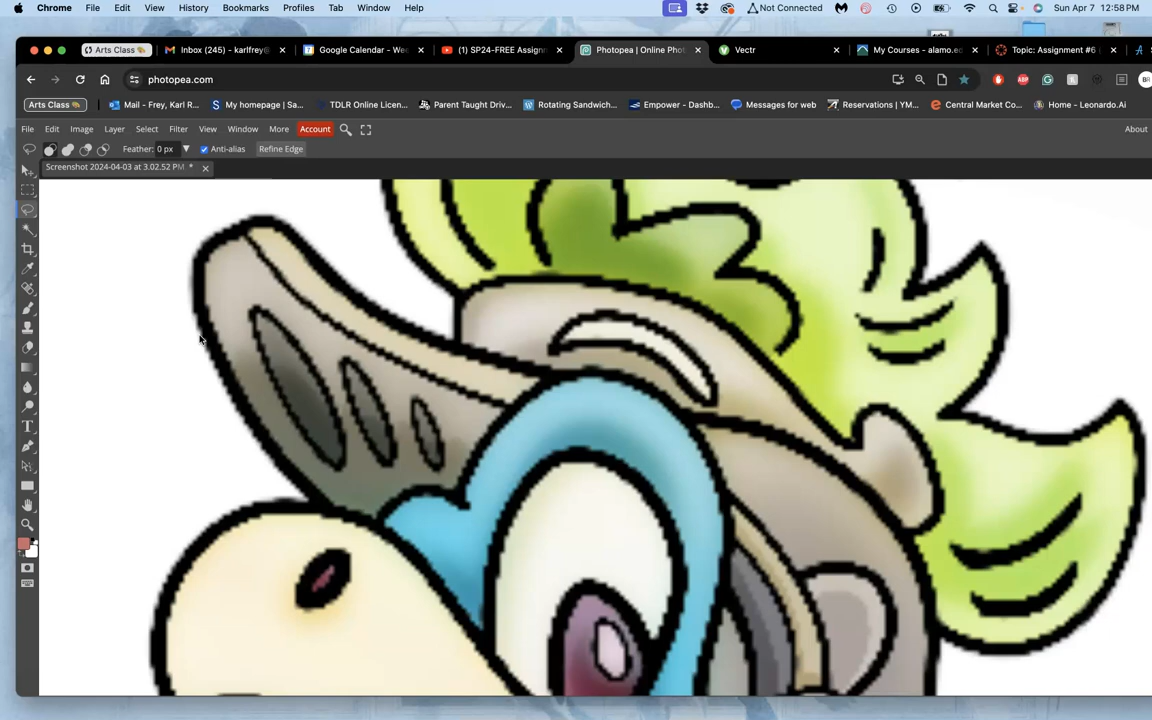 Chrome File Edit View History Bookmarks Profiles Tab Window Help Not Connected Sun Apr 7 12:58 PM
Arts Class Inbox (245) - karlfrey@ Google Calendar - Wee (1) SP24-FREE Assignm Photopea | Online Phot Vectr My Courses - alamo.ed Topic: Assignment #6
photopea.com
Arts Class Mail - Frey, Karl R... My homepage | Sa... TDLR Online Licen... Parent Taught Driv... Rotating Sandwich... Empower - Dashb... Messages for web Reservations | YM... Central Market Co... Home - Leonardo.Ai
File Edit Image Layer Select Filter View Window More Account About
Feather: 0 px Anti-alias Refine Edge
Screenshot 2024-04-03 at 3.02.52 PM *